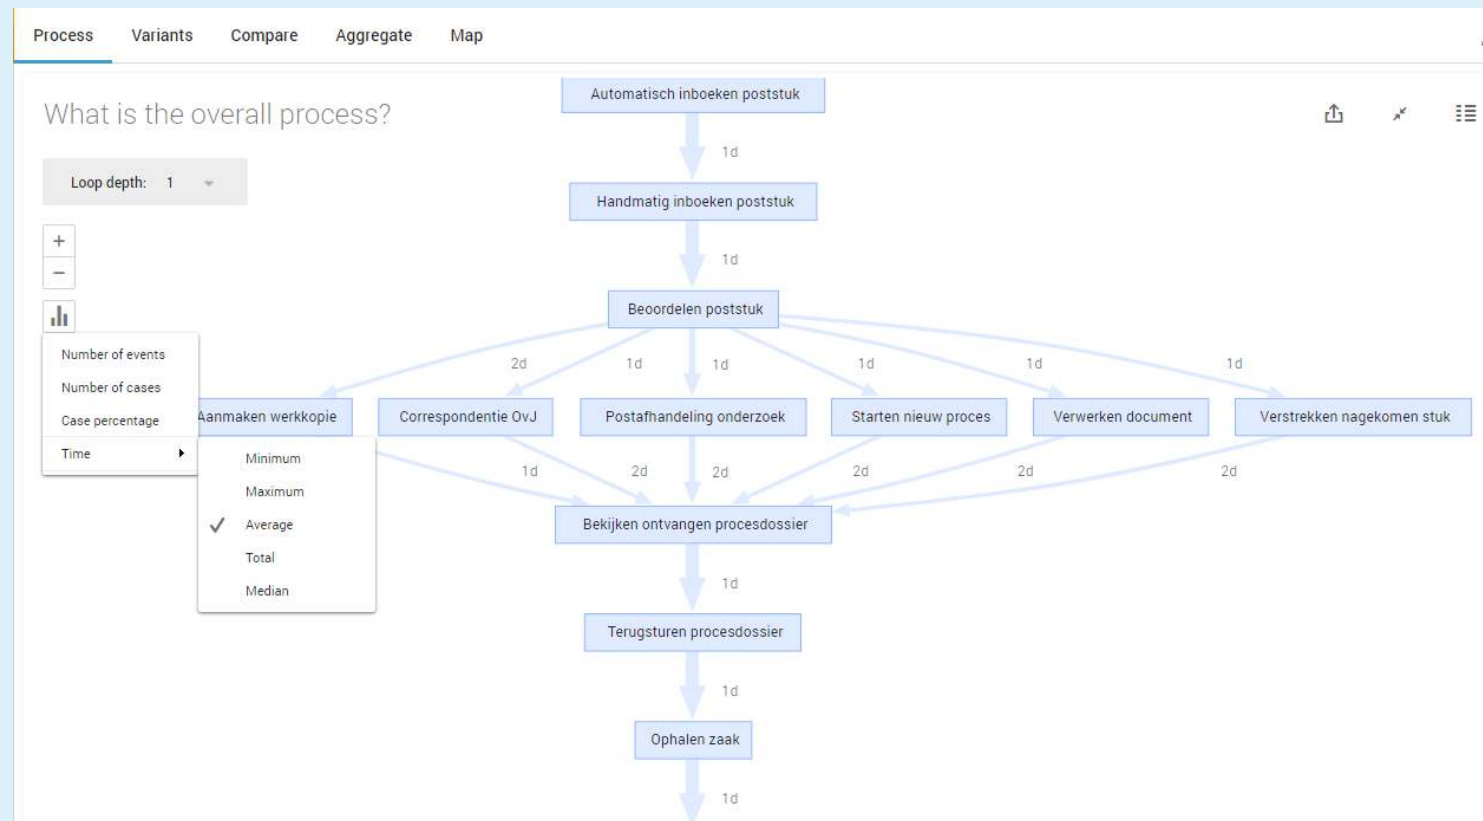 Process Variants Compare Aggregate Map
What is the overall process?
Automatisch inboeken poststuk
1d
Loop depth: 1
Handmatig inboeken poststuk
+
−
1d
Beoordelen poststuk
Number of events
Number of cases
Case percentage
Time
2d 1d 1d 1d 1d 1d
Aanmaken werkkopie Correspondentie OvJ Postafhandeling onderzoek Starten nieuw proces Verwerken document Verstrekken nagekomen stuk
Minimum
Maximum
Average
Total
Median
1d 2d 2d 2d 2d 2d
Bekijken ontvangen procesdossier
1d
Terugsturen procesdossier
1d
Ophalen zaak
1d